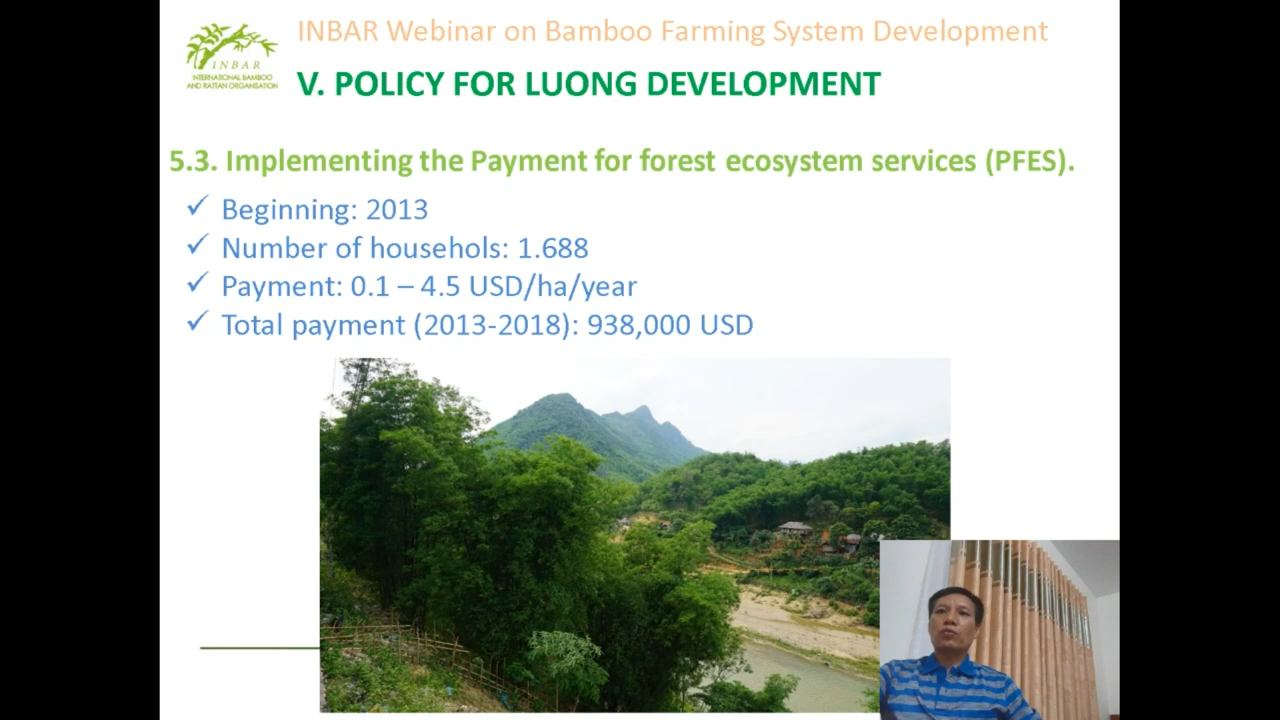 INBAR Webinar on Bamboo Farming System Development
INBAR
INTERNATIONAL BAMBOO
AND RATTAN ORGANISATION
V. POLICY FOR LUONG DEVELOPMENT
5.3. Implementing the Payment for forest ecosystem services (PFES).
✓ Beginning: 2013
✓ Number of househols: 1.688
✓ Payment: 0.1 – 4.5 USD/ha/year
✓ Total payment (2013-2018): 938,000 USD